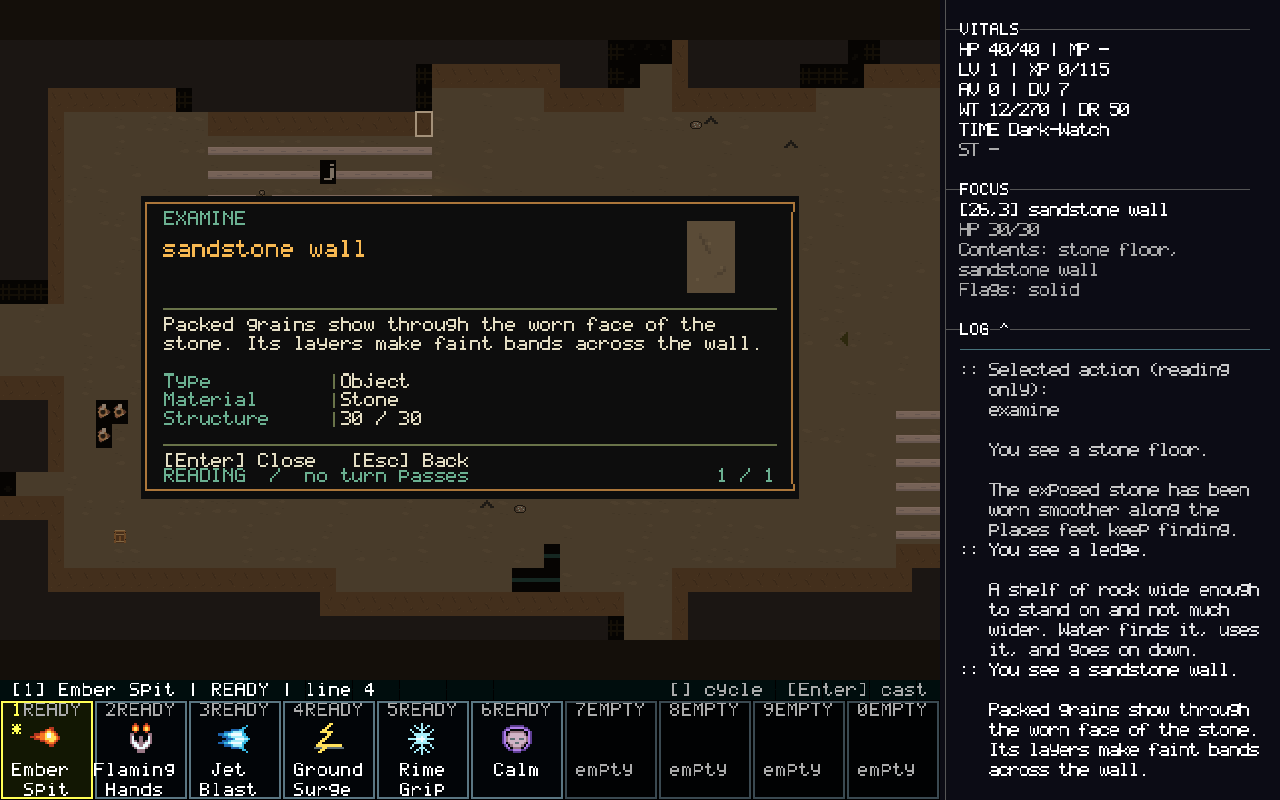 VITALS
HP 40/40 | MP -
LV 1 | XP 0/115
AV 0 | DV 7
WT 12/270 | DR 50
TIME Dark-Watch
ST -
FOCUS
[26,3] sandstone wall
HP 30/30
Contents: stone floor,
sandstone wall
Flags: solid
LOG ^
:: Selected action (reading
only):
examine
You see a stone floor.
The exposed stone has been
worn smoother along the
places feet keep finding.
:: You see a ledge.
A shelf of rock wide enough
to stand on and not much
wider. Water finds it, uses
it, and goes on down.
:: You see a sandstone wall.
Packed grains show through
the worn face of the stone.
Its layers make faint bands
across the wall.
j
EXAMINE
sandstone wall
Packed grains show through the worn face of the
stone. Its layers make faint bands across the wall.
Type |Object
Material |Stone
Structure |30 / 30
[Enter] Close [Esc] Back
READING / no turn passes 1 / 1
[1] Ember Spit | READY | line 4 [] cycle [Enter] cast
1READY 2READY 3READY 4READY 5READY 6READY 7EMPTY 8EMPTY 9EMPTY 0EMPTY
*
Ember Spit
Flaming Hands
Jet Blast
Ground Surge
Rime Grip
Calm
empty
empty
empty
empty